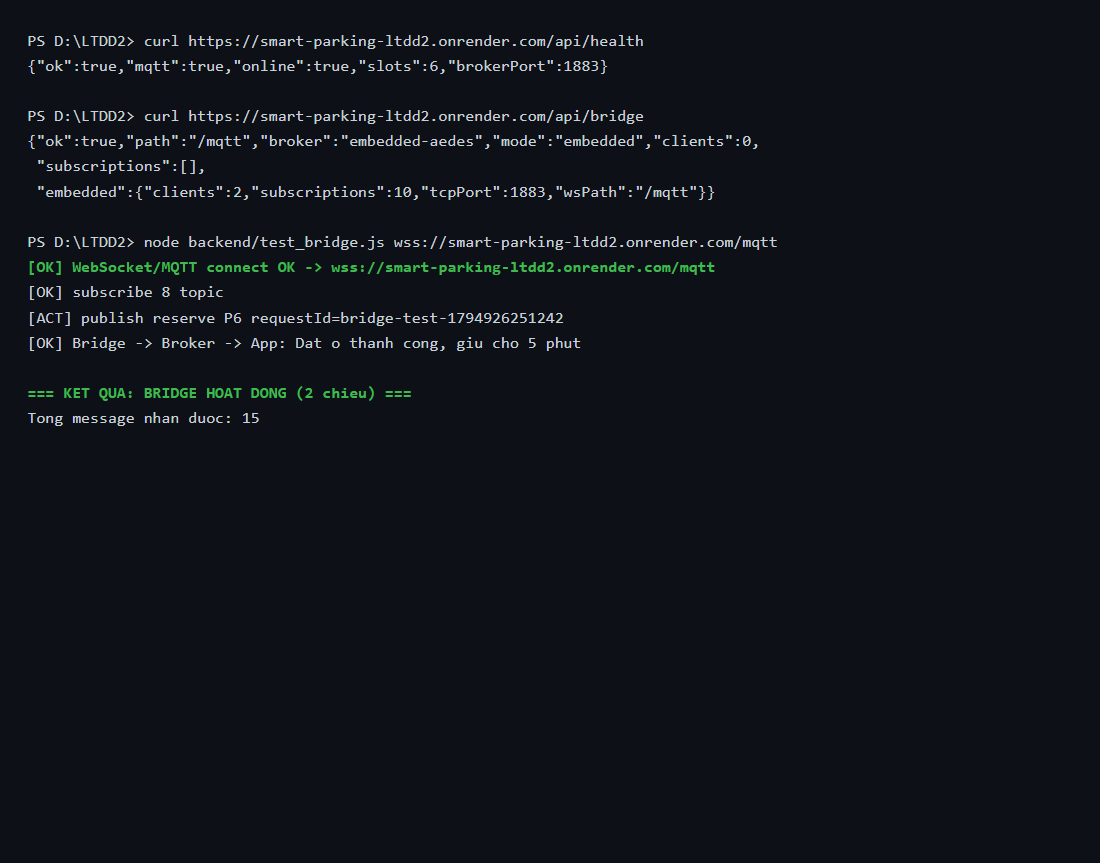 PS D:\LTDD2> curl https://smart-parking-ltdd2.onrender.com/api/health
{"ok":true,"mqtt":true,"online":true,"slots":6,"brokerPort":1883}
PS D:\LTDD2> curl https://smart-parking-ltdd2.onrender.com/api/bridge
{"ok":true,"path":"/mqtt","broker":"embedded-aedes","mode":"embedded","clients":0,
"subscriptions":[],
"embedded":{"clients":2,"subscriptions":10,"tcpPort":1883,"wsPath":"/mqtt"}}
PS D:\LTDD2> node backend/test_bridge.js wss://smart-parking-ltdd2.onrender.com/mqtt
[OK] WebSocket/MQTT connect OK -> wss://smart-parking-ltdd2.onrender.com/mqtt
[OK] subscribe 8 topic
[ACT] publish reserve P6 requestId=bridge-test-1794926251242
[OK] Bridge -> Broker -> App: Dat o thanh cong, giu cho 5 phut
=== KET QUA: BRIDGE HOAT DONG (2 chieu) ===
Tong message nhan duoc: 15